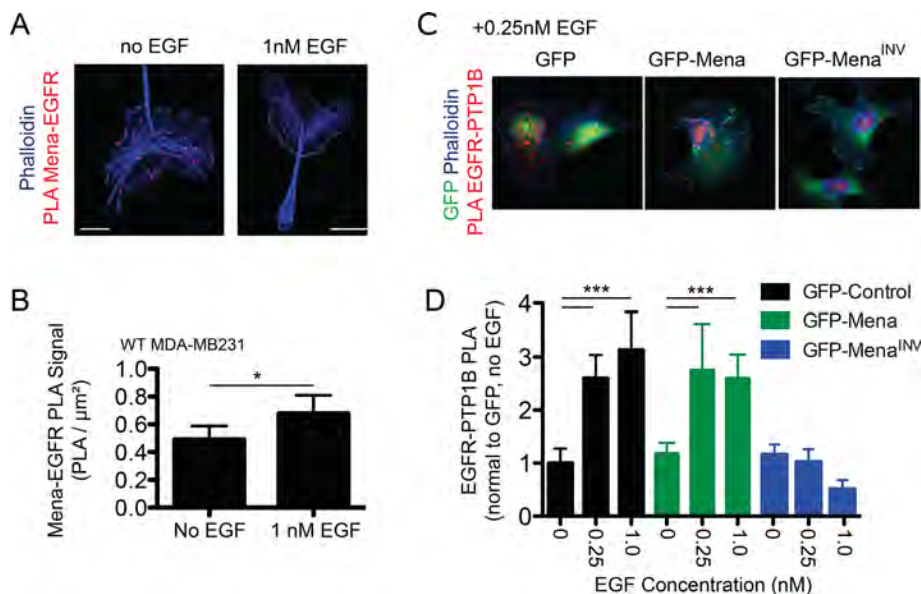 A
no EGF
1nM EGF
Phalloidin
PLA Mena-EGFR
B
WT MDA-MB231
Mena-EGFR PLA Signal
(PLA / µm²)
1.0
0.8
0.6
0.4
0.2
0.0
*
No EGF
1 nM EGF
C
+0.25nM EGF
GFP
GFP-Mena
GFP-Mena^INV
GFP Phalloidin
PLA EGFR-PTP1B
D
GFP-Control
GFP-Mena
GFP-Mena^INV
EGFR-PTP1B PLA
(normal to GFP, no EGF)
4
3
2
1
0
***
***
0
0.25
1.0
0
0.25
1.0
0
0.25
1.0
EGF Concentration (nM)